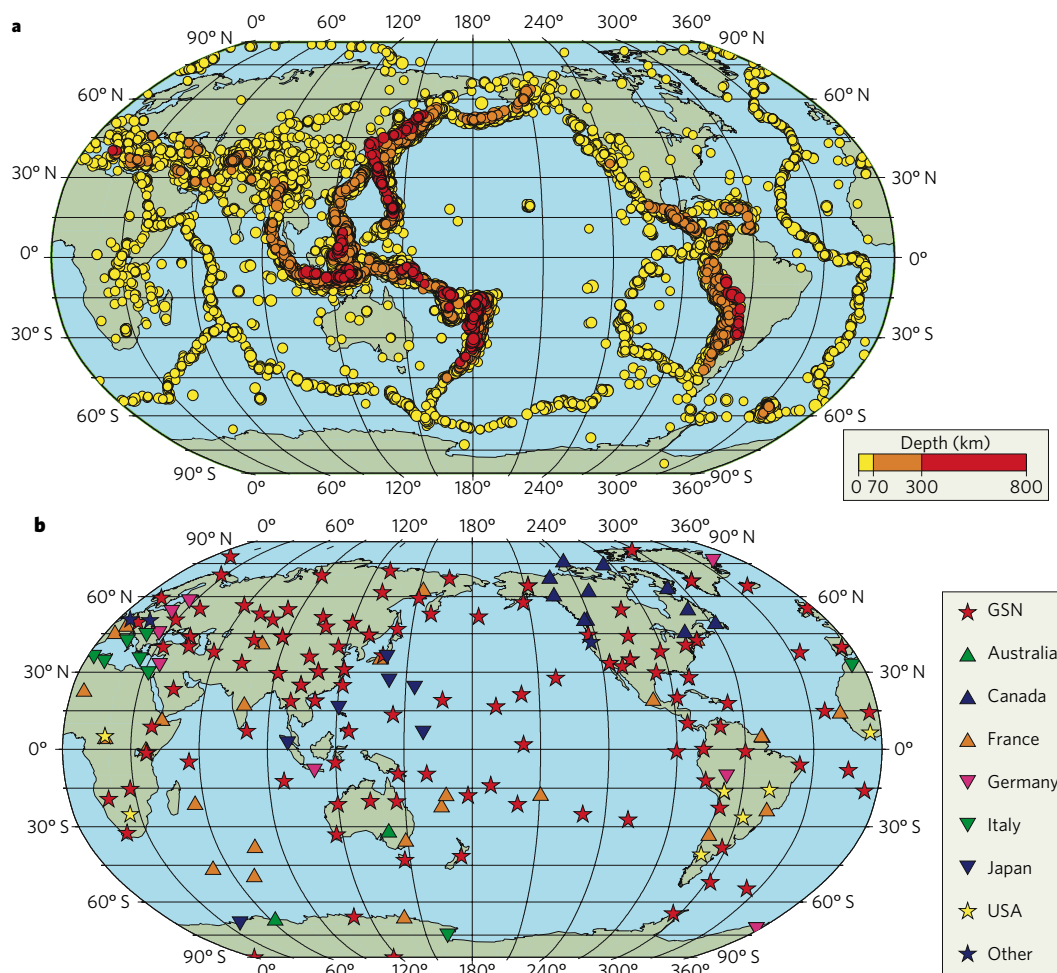 a
0° 60° 120° 180° 240° 300° 360°
90° N 90° N
60° N 60° N
30° N 30° N
0° 0°
30° S 30° S
60° S 60° S
90° S 90° S
0° 60° 120° 180° 240° 300° 360°
Depth (km)
0 70 300 800
b
0° 60° 120° 180° 240° 300° 360°
90° N 90° N
60° N 60° N
30° N 30° N
0° 0°
30° S 30° S
60° S 60° S
90° S 90° S
0° 60° 120° 180° 240° 300° 360°
GSN
Australia
Canada
France
Germany
Italy
Japan
USA
Other